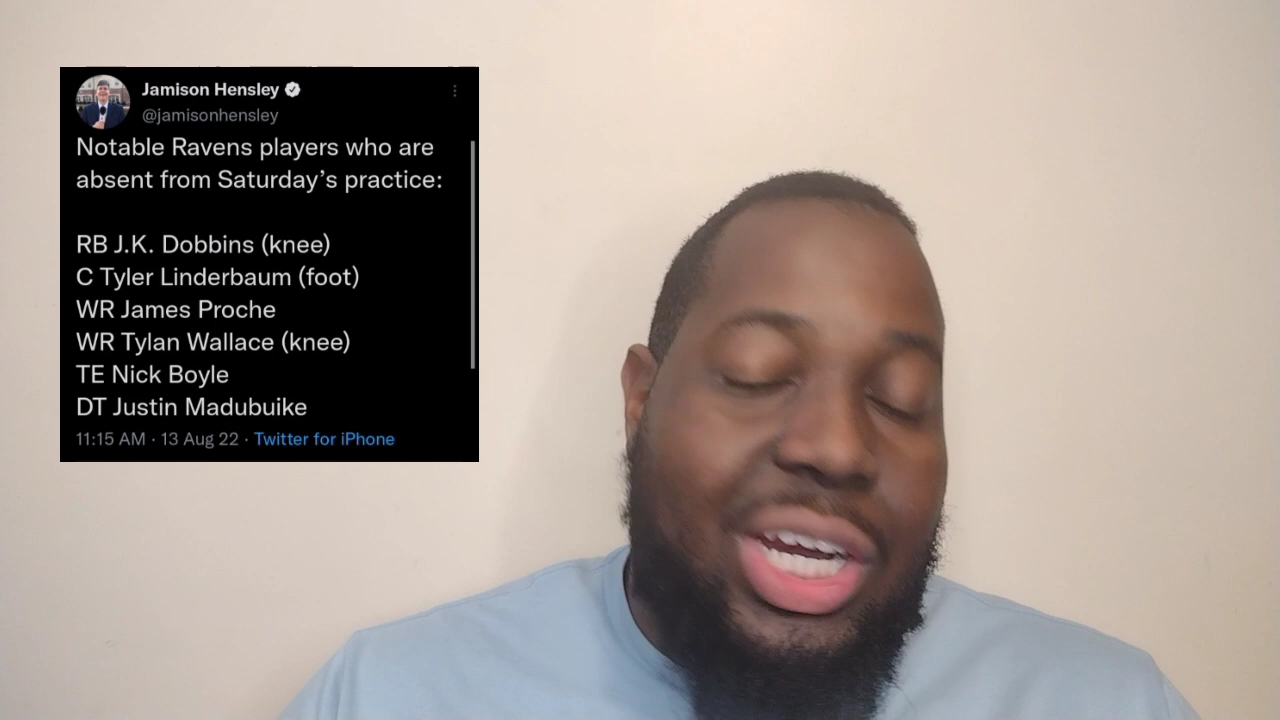 Jamison Hensley
@jamisonhensley
Notable Ravens players who are
absent from Saturday's practice:
RB J.K. Dobbins (knee)
C Tyler Linderbaum (foot)
WR James Proche
WR Tylan Wallace (knee)
TE Nick Boyle
DT Justin Madubuike
11:15 AM · 13 Aug 22 · Twitter for iPhone